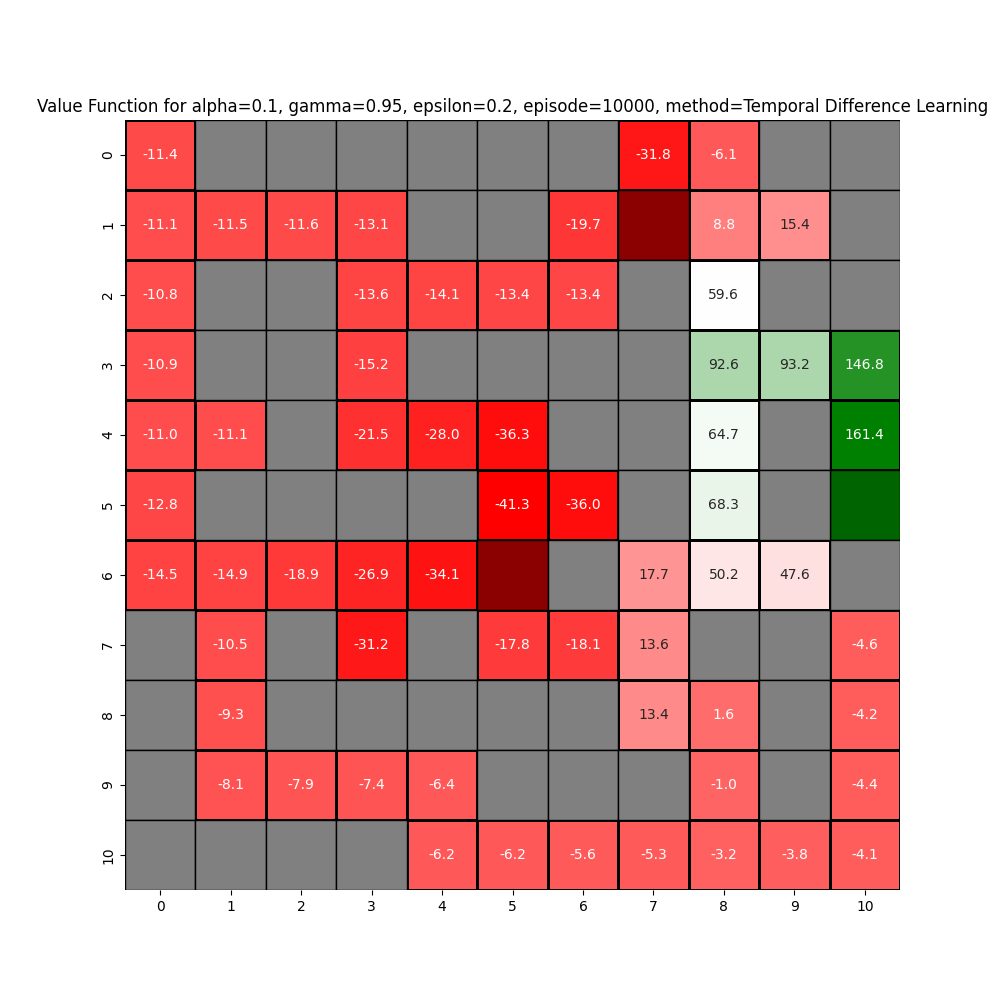 Value Function for alpha=0.1, gamma=0.95, epsilon=0.2, episode=10000, method=Temporal Difference Learning
0 -11.4 -31.8 -6.1
1 -11.1 -11.5 -11.6 -13.1 -19.7 8.8 15.4
2 -10.8 -13.6 -14.1 -13.4 -13.4 59.6
3 -10.9 -15.2 92.6 93.2 146.8
4 -11.0 -11.1 -21.5 -28.0 -36.3 64.7 161.4
5 -12.8 -41.3 -36.0 68.3
6 -14.5 -14.9 -18.9 -26.9 -34.1 17.7 50.2 47.6
7 -10.5 -31.2 -17.8 -18.1 13.6 -4.6
8 -9.3 13.4 1.6 -4.2
9 -8.1 -7.9 -7.4 -6.4 -1.0 -4.4
10 -6.2 -6.2 -5.6 -5.3 -3.2 -3.8 -4.1
0 1 2 3 4 5 6 7 8 9 10